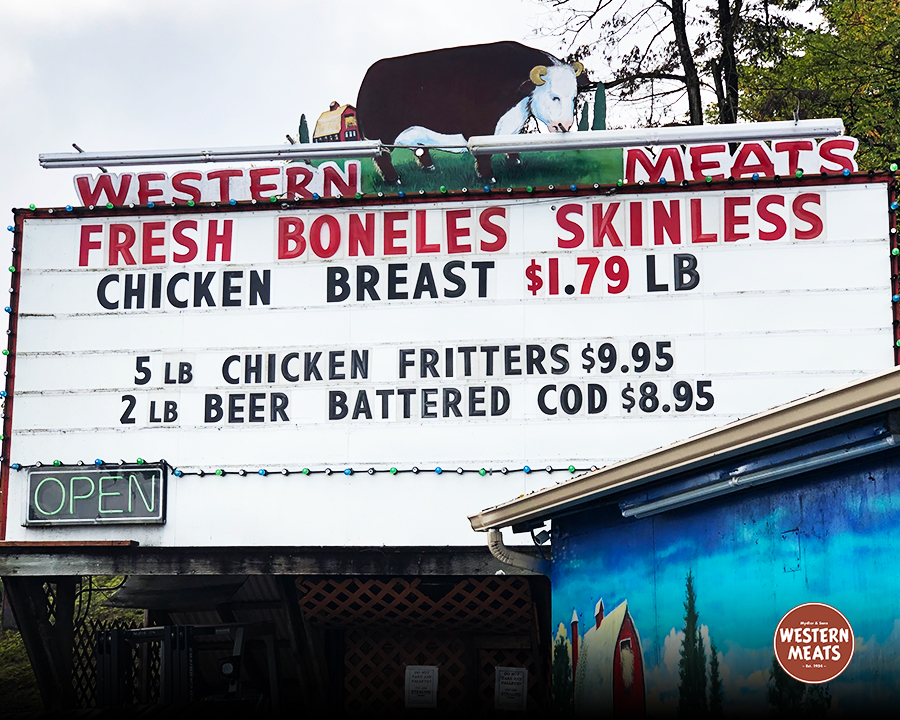 WESTERN MEATS
FRESH BONELES SKINLESS
CHICKEN BREAST $1.79 LB
5 LB CHICKEN FRITTERS $9.95
2 LB BEER BATTERED COD $8.95
OPEN
WESTERN
MEATS